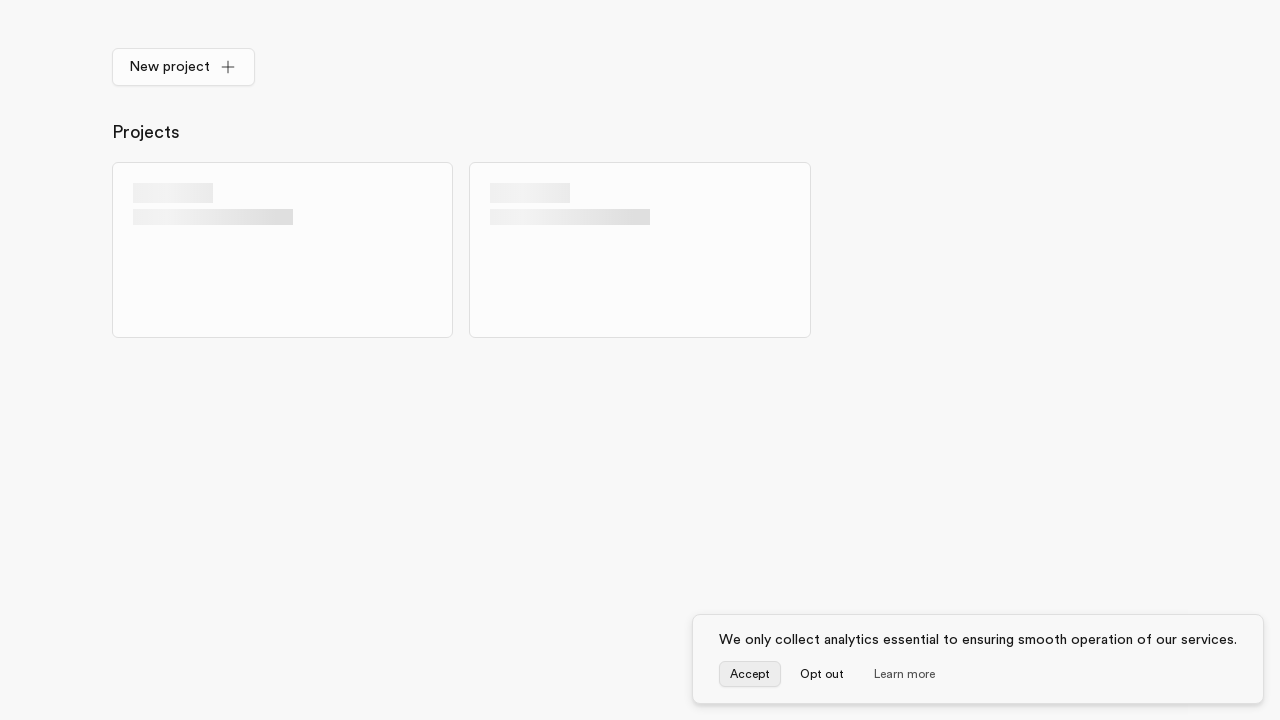 New project
Projects
We only collect analytics essential to ensuring smooth operation of our services.
Accept
Opt out
Learn more